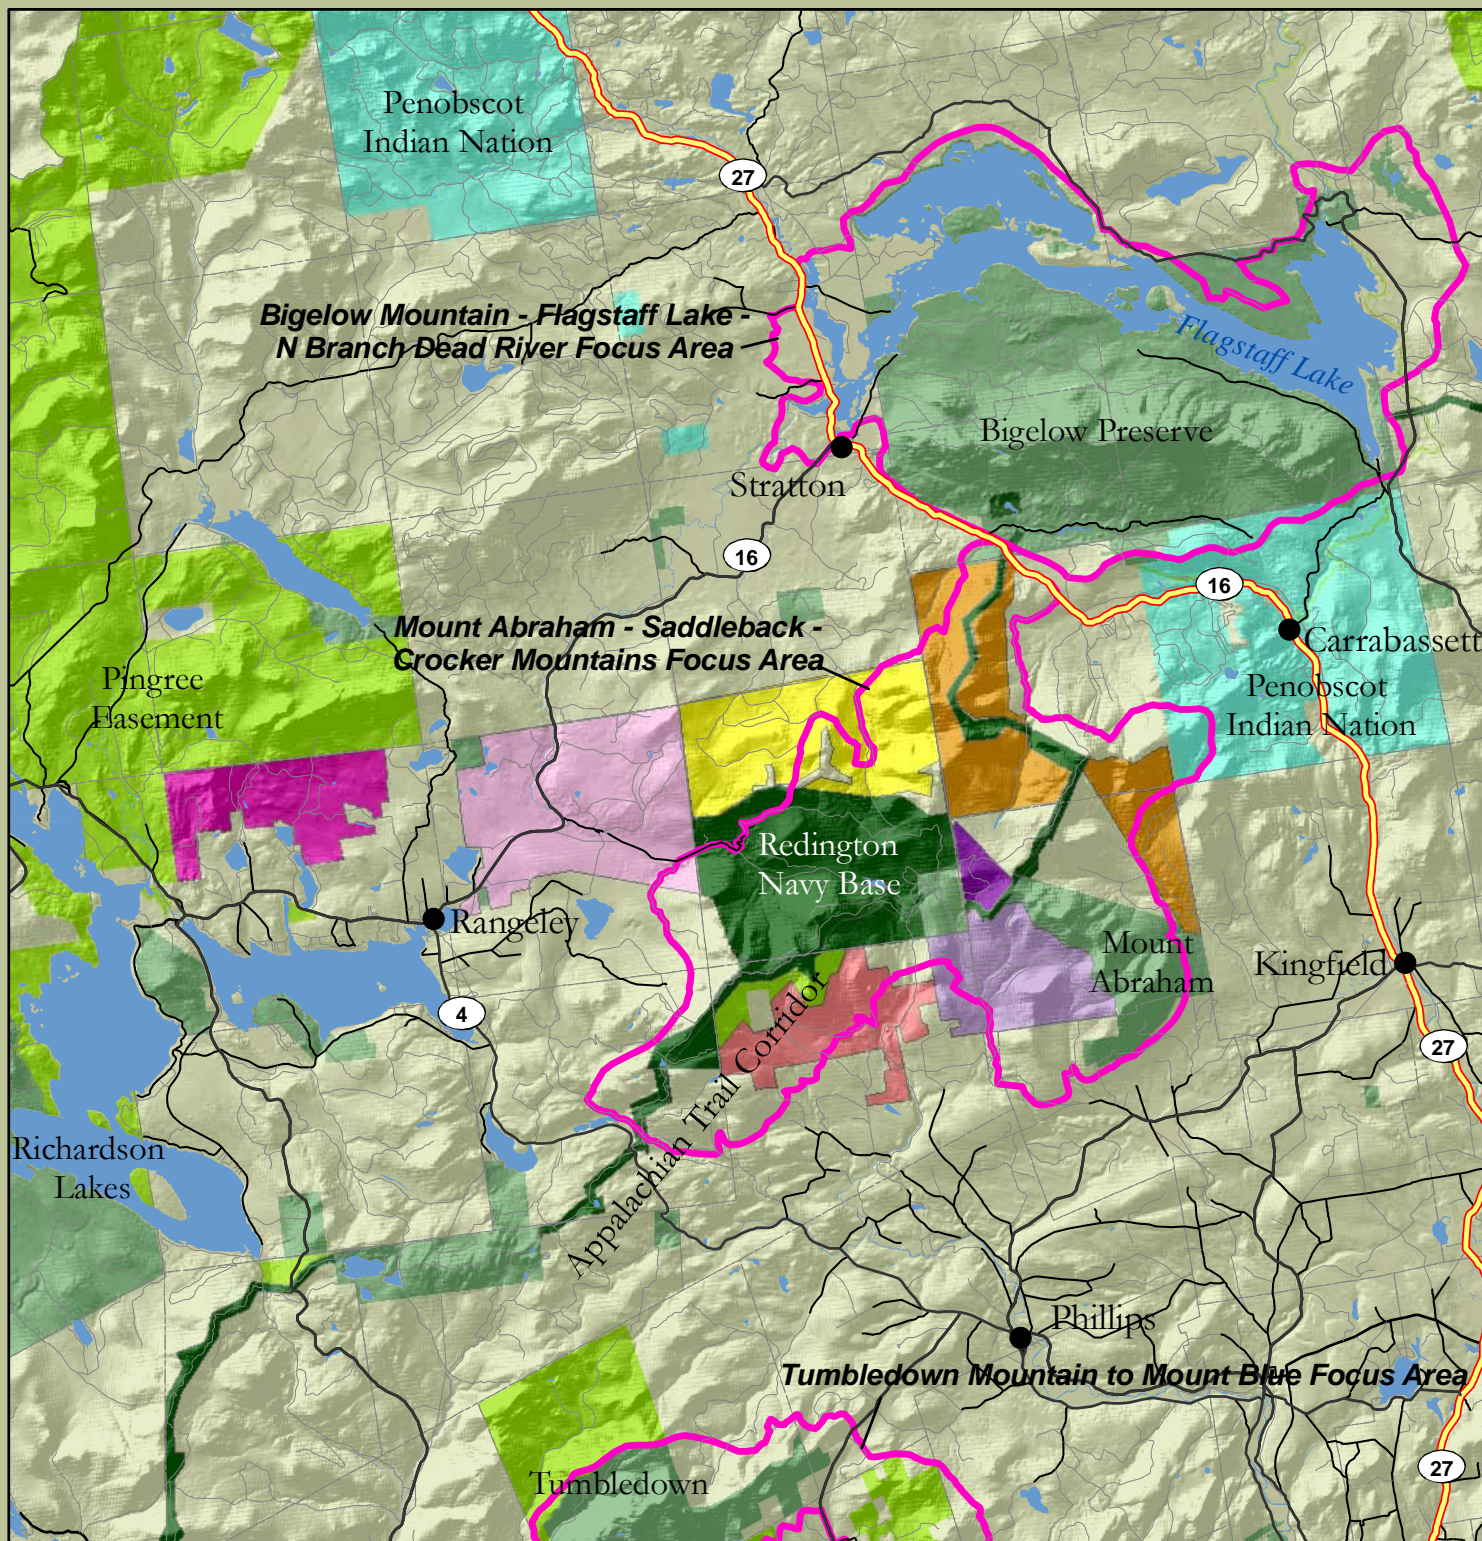 Penobscot
Indian Nation
27
Bigelow Mountain - Flagstaff Lake -
N Branch Dead River Focus Area
Flagstaff Lake
Bigelow Preserve
Stratton
16
16
Mount Abraham - Saddleback -
Crocker Mountains Focus Area
Carrabassett
Pingree
Easement
Penobscot
Indian Nation
Redington
Navy Base
Rangeley
Mount
Abraham
Kingfield
4
27
Appalachian Trail Corridor
Richardson
Lakes
Phillips
Tumbledown Mountain to Mount Blue Focus Area
27
Tumbledown